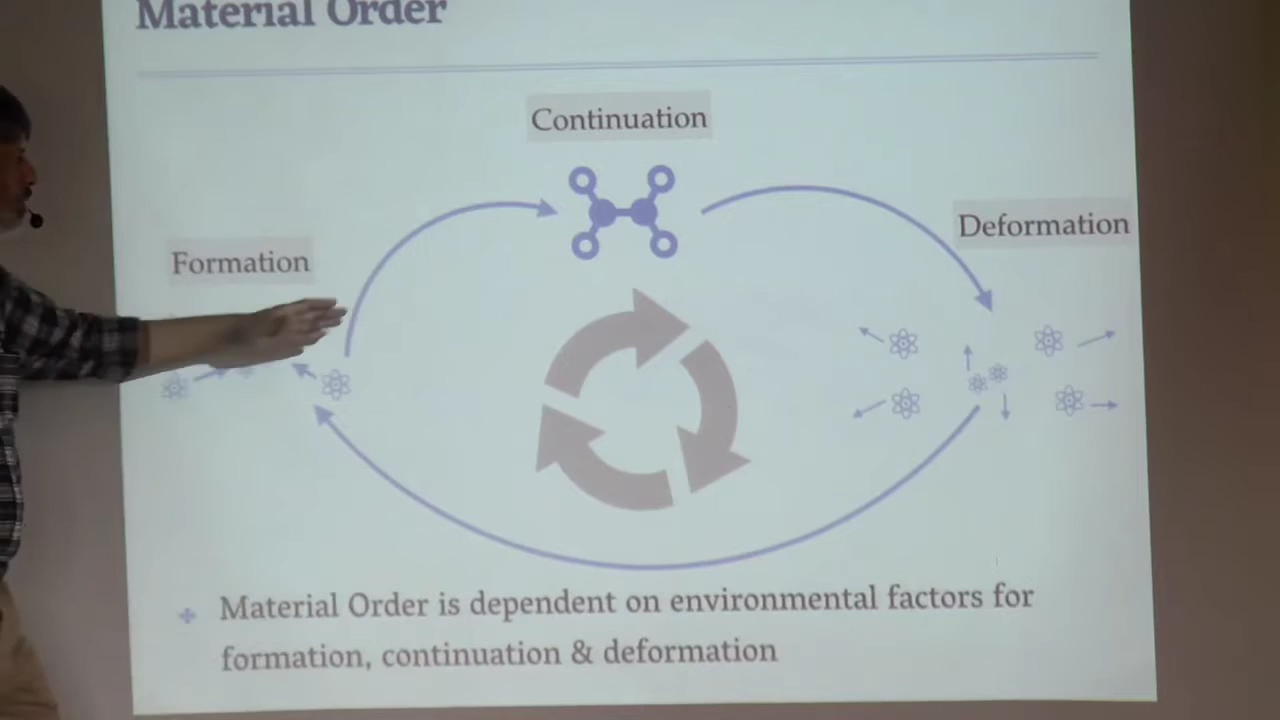 Material Order
Continuation
Deformation
Formation
Material Order is dependent on environmental factors for
formation, continuation & deformation